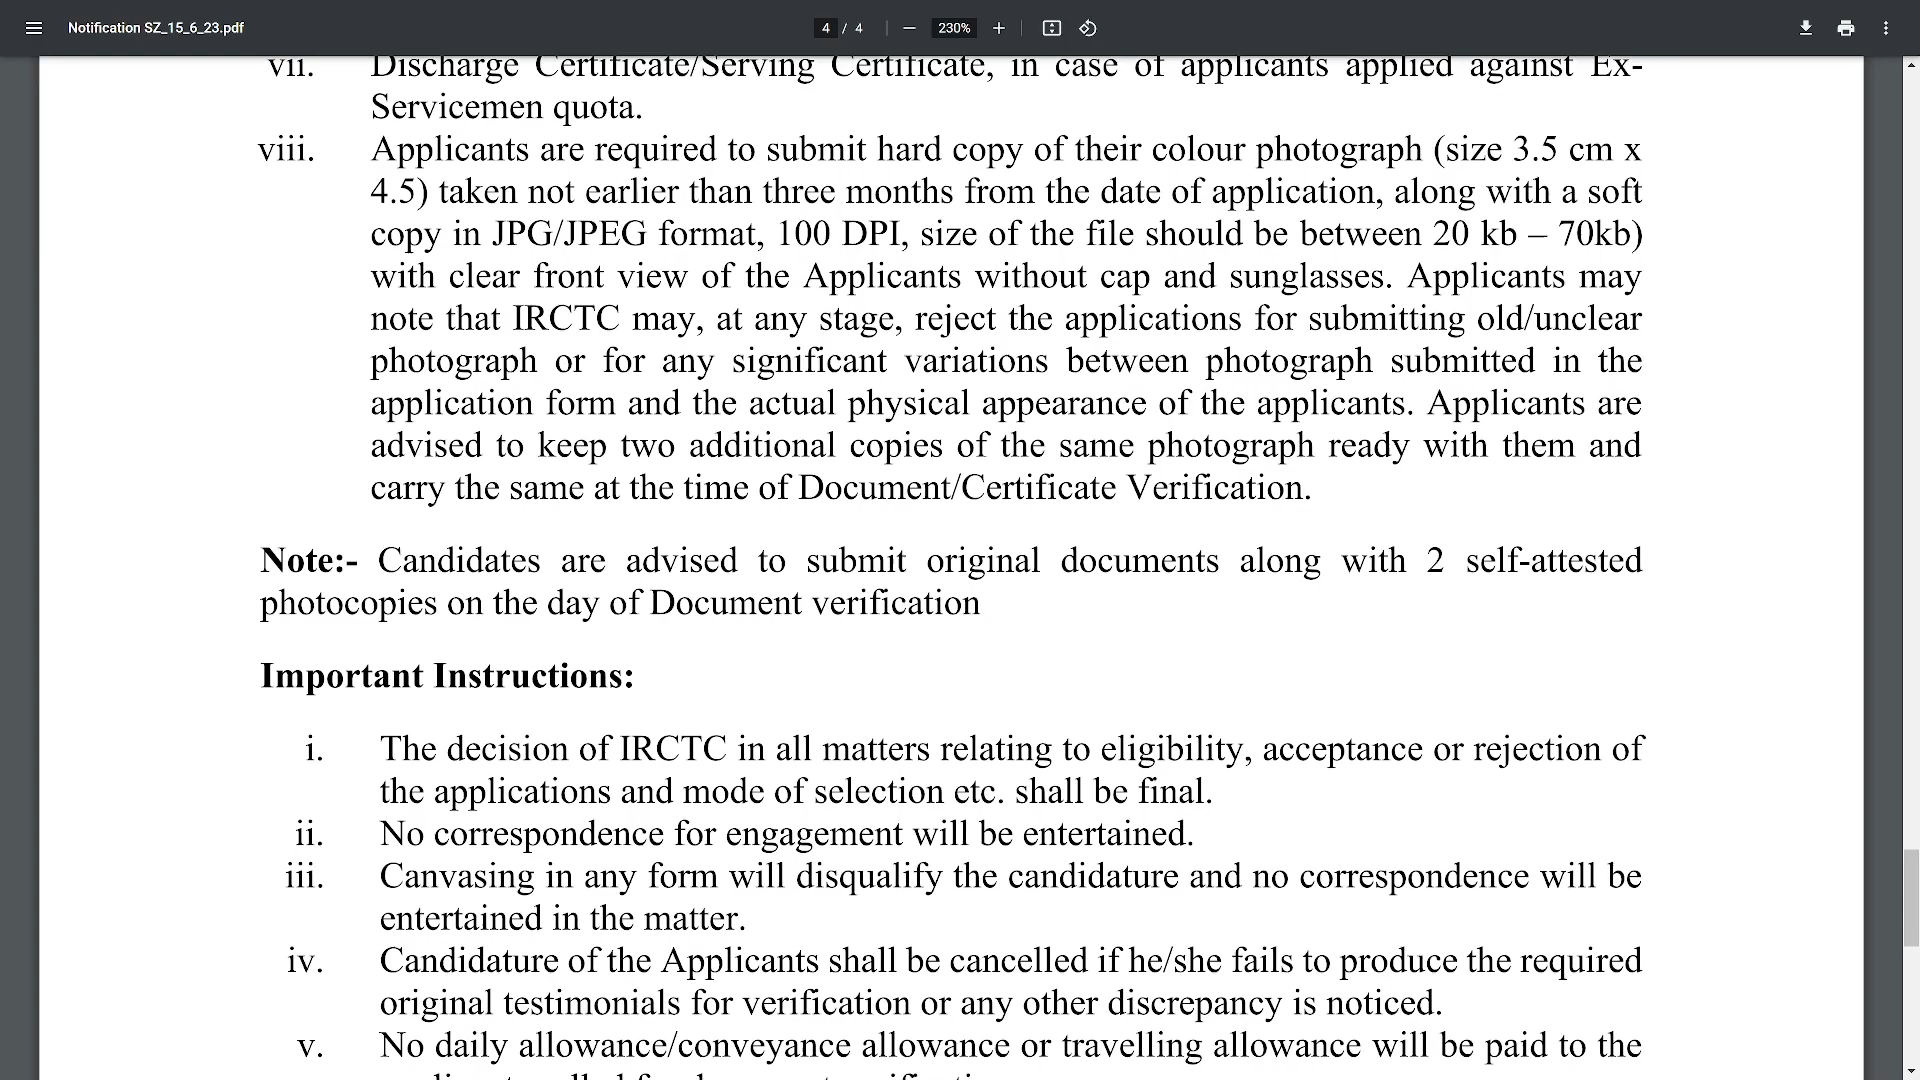 Notification SZ_15_6_23.pdf
4 / 4
230%
vii. Discharge Certificate/Serving Certificate, in case of applicants applied against Ex-
Servicemen quota.
viii. Applicants are required to submit hard copy of their colour photograph (size 3.5 cm x
4.5) taken not earlier than three months from the date of application, along with a soft
copy in JPG/JPEG format, 100 DPI, size of the file should be between 20 kb – 70kb)
with clear front view of the Applicants without cap and sunglasses. Applicants may
note that IRCTC may, at any stage, reject the applications for submitting old/unclear
photograph or for any significant variations between photograph submitted in the
application form and the actual physical appearance of the applicants. Applicants are
advised to keep two additional copies of the same photograph ready with them and
carry the same at the time of Document/Certificate Verification.
Note:- Candidates are advised to submit original documents along with 2 self-attested
photocopies on the day of Document verification
Important Instructions:
i. The decision of IRCTC in all matters relating to eligibility, acceptance or rejection of
the applications and mode of selection etc. shall be final.
ii. No correspondence for engagement will be entertained.
iii. Canvasing in any form will disqualify the candidature and no correspondence will be
entertained in the matter.
iv. Candidature of the Applicants shall be cancelled if he/she fails to produce the required
original testimonials for verification or any other discrepancy is noticed.
v. No daily allowance/conveyance allowance or travelling allowance will be paid to the